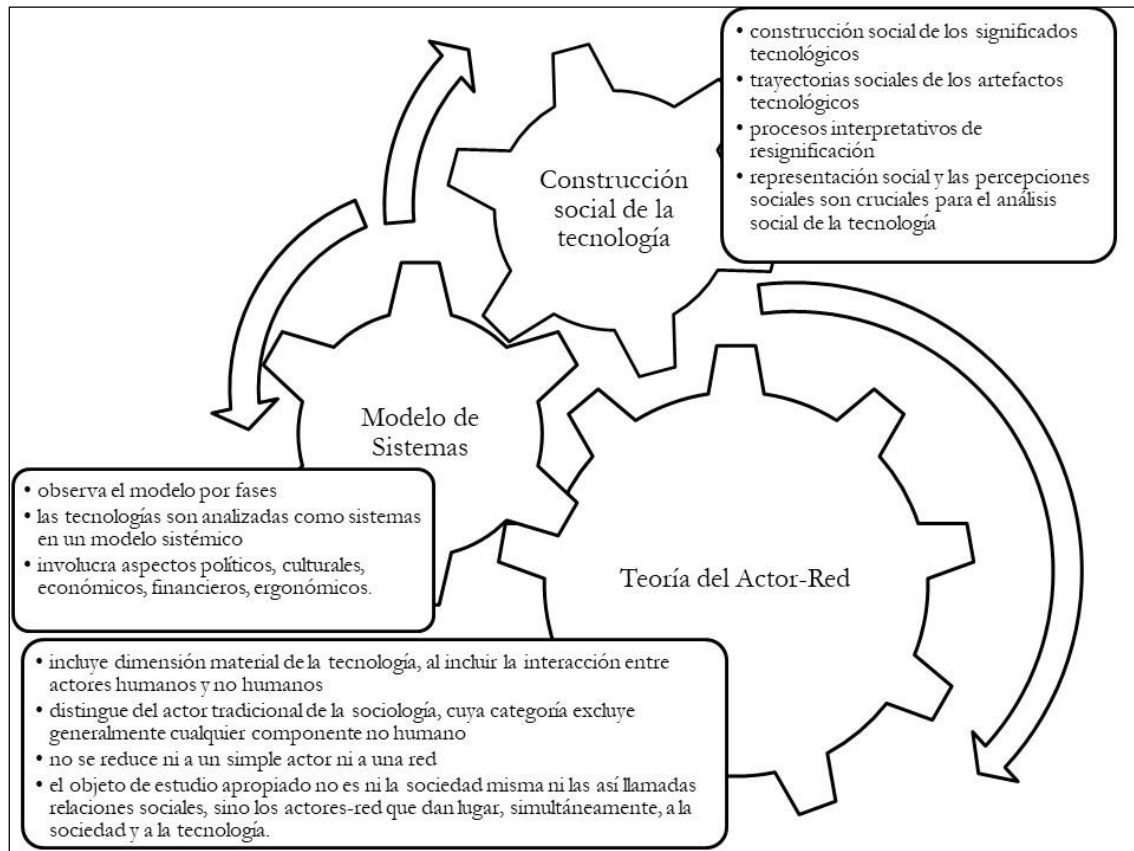 • construcción social de los significados
tecnológicos
• trayectorias sociales de los artefactos
tecnológicos
• procesos interpretativos de
resignificación
• representación social y las percepciones
sociales son cruciales para el análisis
social de la tecnología
Construcción
social de la
tecnología
Modelo de
Sistemas
• observa el modelo por fases
• las tecnologías son analizadas como sistemas
en un modelo sistémico
• involucra aspectos políticos, culturales,
económicos, financieros, ergonómicos.
Teoría del Actor-Red
• incluye dimensión material de la tecnología, al incluir la interacción entre
actores humanos y no humanos
• distingue del actor tradicional de la sociología, cuya categoría excluye
generalmente cualquier componente no humano
• no se reduce ni a un simple actor ni a una red
• el objeto de estudio apropiado no es ni la sociedad misma ni las así llamadas
relaciones sociales, sino los actores-red que dan lugar, simultáneamente, a la
sociedad y a la tecnología.